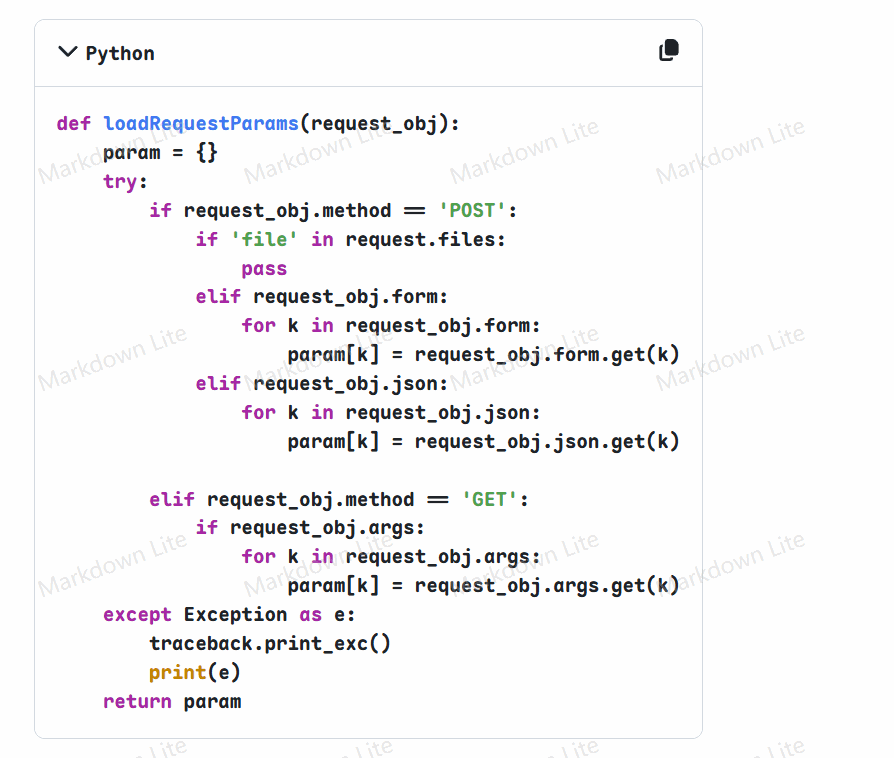 Python
def loadRequestParams(request_obj):
    param = {}
    try:
        if request_obj.method == 'POST':
            if 'file' in request.files:
                pass
            elif request_obj.form:
                for k in request_obj.form:
                    param[k] = request_obj.form.get(k)
            elif request_obj.json:
                for k in request_obj.json:
                    param[k] = request_obj.json.get(k)

        elif request_obj.method == 'GET':
            if request_obj.args:
                for k in request_obj.args:
                    param[k] = request_obj.args.get(k)
    except Exception as e:
        traceback.print_exc()
        print(e)
    return param
Markdown Lite Markdown Lite Markdown Lite Markdown Lite
Markdown Lite Markdown Lite Markdown Lite Markdown Lite
Markdown Lite Markdown Lite Markdown Lite Markdown Lite
Lite Lite Lite Lite